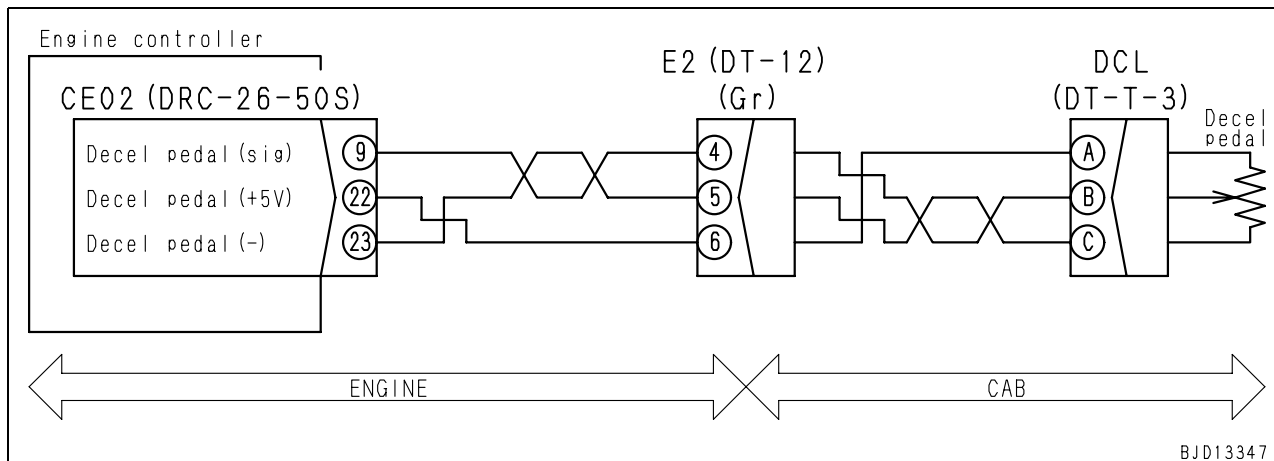 Engine controller
CE02 (DRC-26-50S)
Decel pedal (sig)
Decel pedal (+5V)
Decel pedal (-)
9
22
23
E2 (DT-12)
(Gr)
4
5
6
DCL
(DT-T-3)
A
B
C
Decel
pedal
ENGINE
CAB
BJD13347